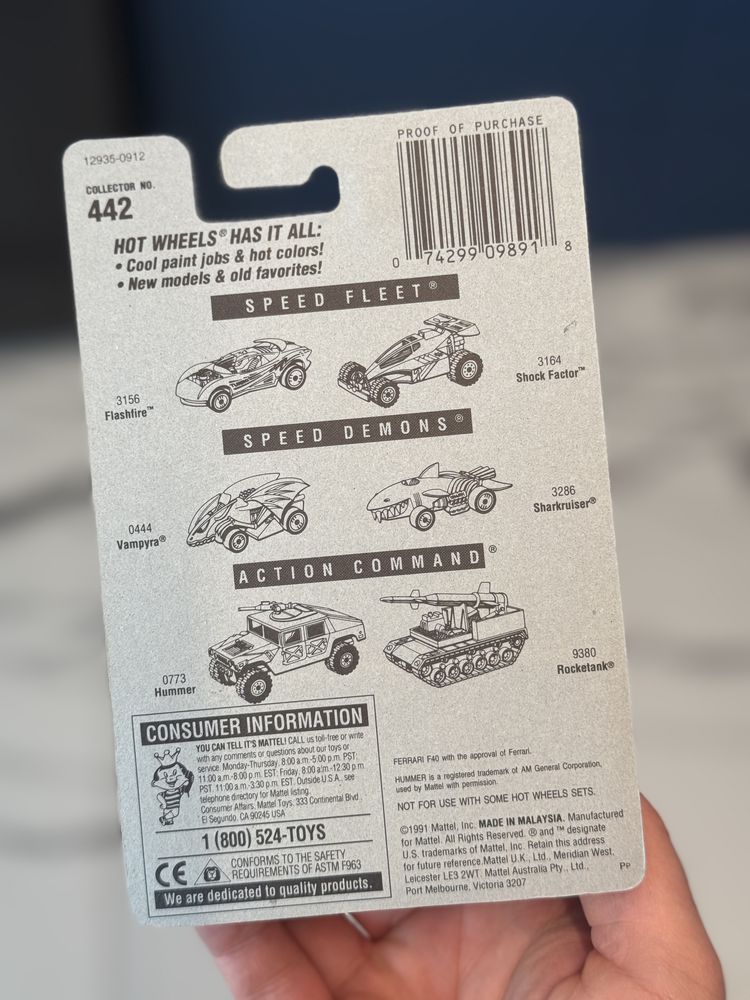 12935-0912
COLLECTOR NO.
442
PROOF OF PURCHASE
0 74299 09891 8
HOT WHEELS® HAS IT ALL:
• Cool paint jobs & hot colors!
• New models & old favorites!
SPEED FLEET®
3156
Flashfire™
3164
Shock Factor™
SPEED DEMONS®
0444
Vampyra®
3286
Sharkruiser®
ACTION COMMAND®
0773
Hummer
9380
Rocketank®
CONSUMER INFORMATION
YOU CAN TELL IT'S MATTEL! CALL us toll-free or write
with any comments or questions about our toys or
service. Monday-Thursday, 8:00 a.m.-5:00 p.m. PST.
11:00 a.m.-8:00 p.m. EST: Friday, 8:00 a.m.-12:30 p.m.
PST. 11:00 a.m.-3:30 p.m. EST. Outside U.S.A., see
telephone directory for Mattel listing.
Consumer Affairs, Mattel Toys, 333 Continental Blvd.,
El Segundo, CA 90245 USA
1 (800) 524-TOYS
CE
CONFORMS TO THE SAFETY
REQUIREMENTS OF ASTM F963
We are dedicated to quality products.
FERRARI F40 with the approval of Ferrari.
HUMMER is a registered trademark of AM General Corporation,
used by Mattel with permission.
NOT FOR USE WITH SOME HOT WHEELS SETS.
©1991 Mattel, Inc. MADE IN MALAYSIA. Manufactured
for Mattel. All Rights Reserved. ® and ™ designate
U.S. trademarks of Mattel, Inc. Retain this address
for future reference.Mattel U.K., Ltd., Meridian West,
Leicester LE3 2WT. Mattel Australia Pty., Ltd.,
Port Melbourne, Victoria 3207
PP